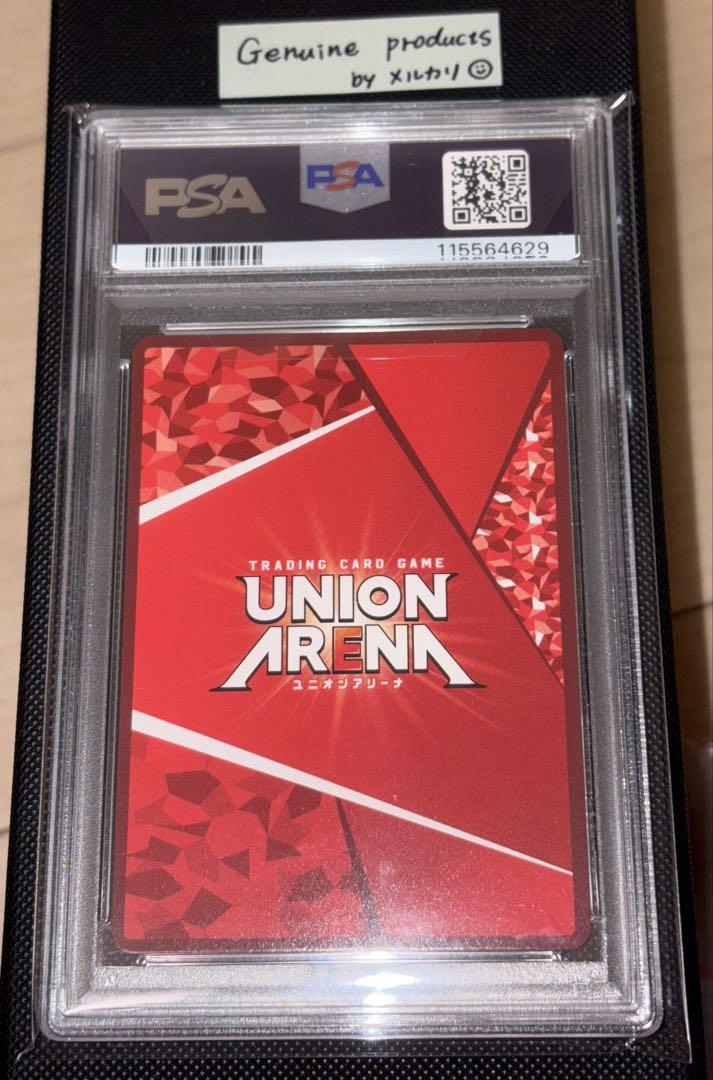 Genuine products
by メルカリ☺
PSA
PSA
115564629
TRADING CARD GAME
UNION
ARENA
ユニオンアリーナ